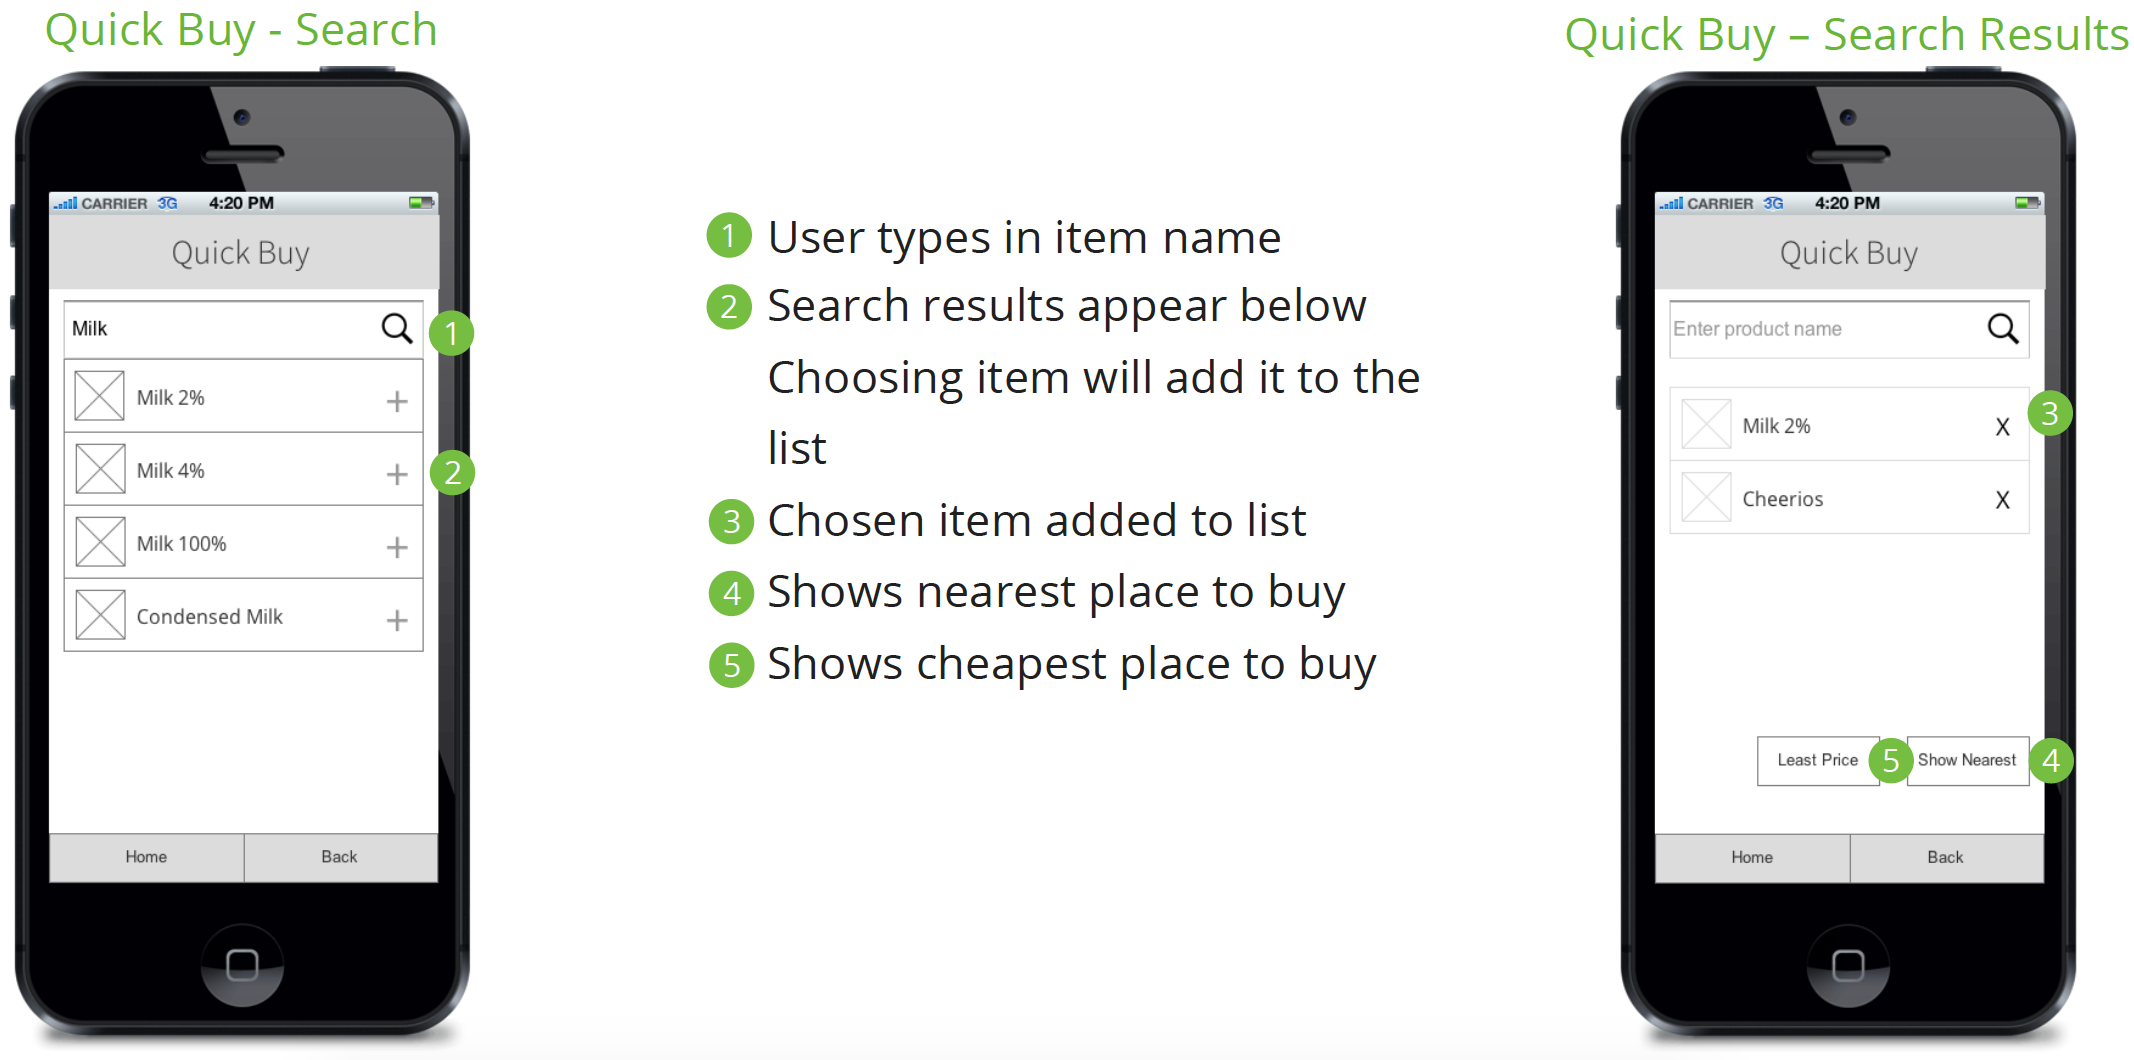 Quick Buy - Search
CARRIER 3G 4:20 PM
Quick Buy
Milk
1
Milk 2% +
Milk 4% +
2
Milk 100% +
Condensed Milk +
Home Back
1 User types in item name
2 Search results appear below
Choosing item will add it to the
list
3 Chosen item added to list
4 Shows nearest place to buy
5 Shows cheapest place to buy
Quick Buy – Search Results
CARRIER 3G 4:20 PM
Quick Buy
Enter product name
Milk 2% X
3
Cheerios X
Least Price 5 Show Nearest 4
Home Back